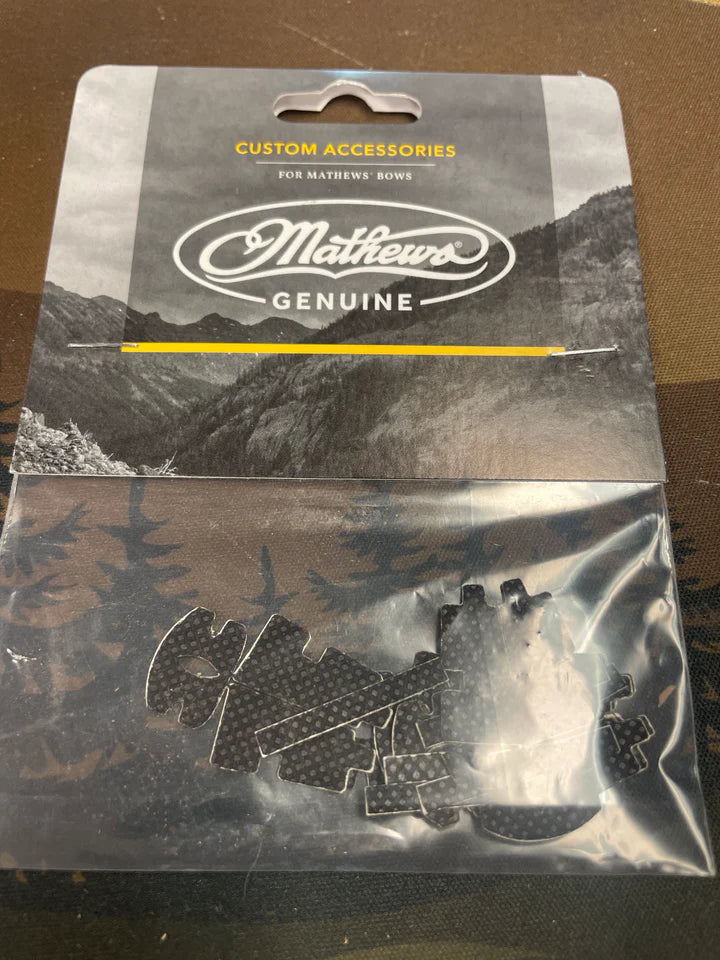 CUSTOM ACCESSORIES
FOR MATHEWS® BOWS
Mathews®
GENUINE